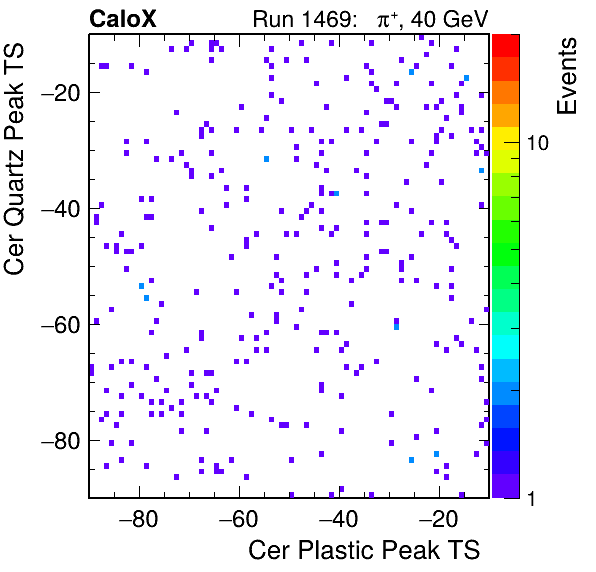 CaloX Run 1469: π⁺, 40 GeV
Events
Cer Quartz Peak TS
−20
−40
−60
−80
10
1
−80 −60 −40 −20
Cer Plastic Peak TS